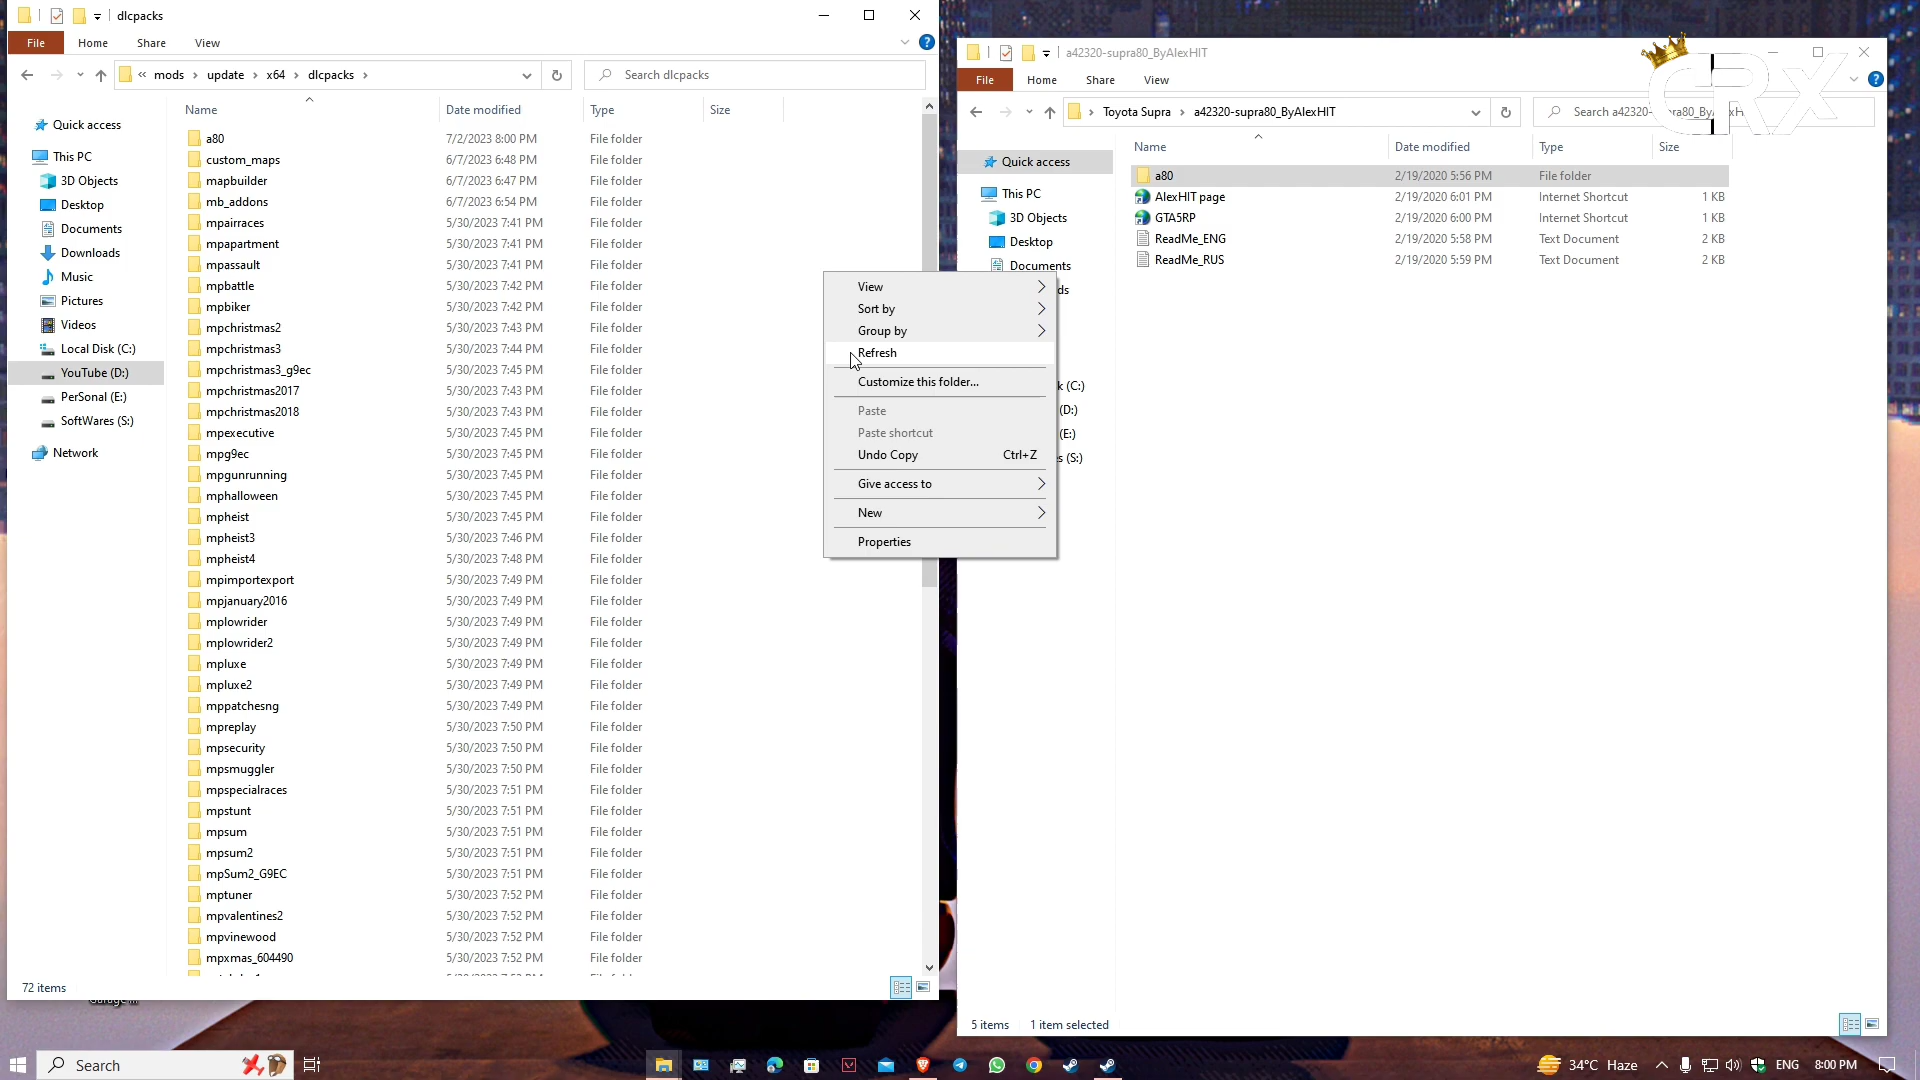 dlcpacks
File Home Share View
« mods › update › x64 › dlcpacks ›
Search dlcpacks
Name Date modified Type Size
Quick access
This PC
3D Objects
Desktop
Documents
Downloads
Music
Pictures
Videos
Local Disk (C:)
YouTube (D:)
PerSonal (E:)
SoftWares (S:)
Network
a80 7/2/2023 8:00 PM File folder
custom_maps 6/7/2023 6:48 PM File folder
mapbuilder 6/7/2023 6:47 PM File folder
mb_addons 6/7/2023 6:54 PM File folder
mpairraces 5/30/2023 7:41 PM File folder
mpapartment 5/30/2023 7:41 PM File folder
mpassault 5/30/2023 7:41 PM File folder
mpbattle 5/30/2023 7:42 PM File folder
mpbiker 5/30/2023 7:42 PM File folder
mpchristmas2 5/30/2023 7:43 PM File folder
mpchristmas3 5/30/2023 7:44 PM File folder
mpchristmas3_g9ec 5/30/2023 7:45 PM File folder
mpchristmas2017 5/30/2023 7:43 PM File folder
mpchristmas2018 5/30/2023 7:43 PM File folder
mpexecutive 5/30/2023 7:45 PM File folder
mpg9ec 5/30/2023 7:45 PM File folder
mpgunrunning 5/30/2023 7:45 PM File folder
mphalloween 5/30/2023 7:45 PM File folder
mpheist 5/30/2023 7:45 PM File folder
mpheist3 5/30/2023 7:46 PM File folder
mpheist4 5/30/2023 7:48 PM File folder
mpimportexport 5/30/2023 7:49 PM File folder
mpjanuary2016 5/30/2023 7:49 PM File folder
mplowrider 5/30/2023 7:49 PM File folder
mplowrider2 5/30/2023 7:49 PM File folder
mpluxe 5/30/2023 7:49 PM File folder
mpluxe2 5/30/2023 7:49 PM File folder
mppatchesng 5/30/2023 7:49 PM File folder
mpreplay 5/30/2023 7:50 PM File folder
mpsecurity 5/30/2023 7:50 PM File folder
mpsmuggler 5/30/2023 7:50 PM File folder
mpspecialraces 5/30/2023 7:51 PM File folder
mpstunt 5/30/2023 7:51 PM File folder
mpsum 5/30/2023 7:51 PM File folder
mpsum2 5/30/2023 7:51 PM File folder
mpSum2_G9EC 5/30/2023 7:51 PM File folder
mptuner 5/30/2023 7:52 PM File folder
mpvalentines2 5/30/2023 7:52 PM File folder
mpvinewood 5/30/2023 7:52 PM File folder
mpxmas_604490 5/30/2023 7:52 PM File folder
72 items
View
Sort by
Group by
Refresh
Customize this folder...
Paste
Paste shortcut
Undo Copy Ctrl+Z
Give access to
New
Properties
a42320-supra80_ByAlexHIT
File Home Share View
› Toyota Supra › a42320-supra80_ByAlexHIT
Search a42320-
CRX
Name Date modified Type Size
Quick access
This PC
3D Objects
Desktop
Documents
ds
k (C:)
(D:)
(E:)
s (S:)
a80 2/19/2020 5:56 PM File folder
AlexHIT page 2/19/2020 6:01 PM Internet Shortcut 1 KB
GTA5RP 2/19/2020 6:00 PM Internet Shortcut 1 KB
ReadMe_ENG 2/19/2020 5:58 PM Text Document 2 KB
ReadMe_RUS 2/19/2020 5:59 PM Text Document 2 KB
5 items 1 item selected
Search
34°C Haze
ENG
8:00 PM